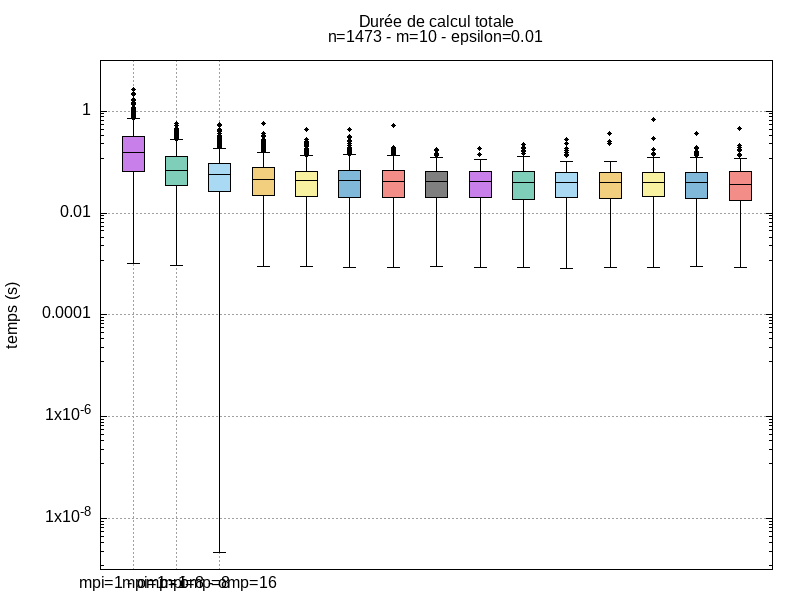 Durée de calcul totale
n=1473 - m=10 - epsilon=0.01
1
0.01
0.0001
1x10-6
1x10-8
temps (s)
mpi=1
omp=16